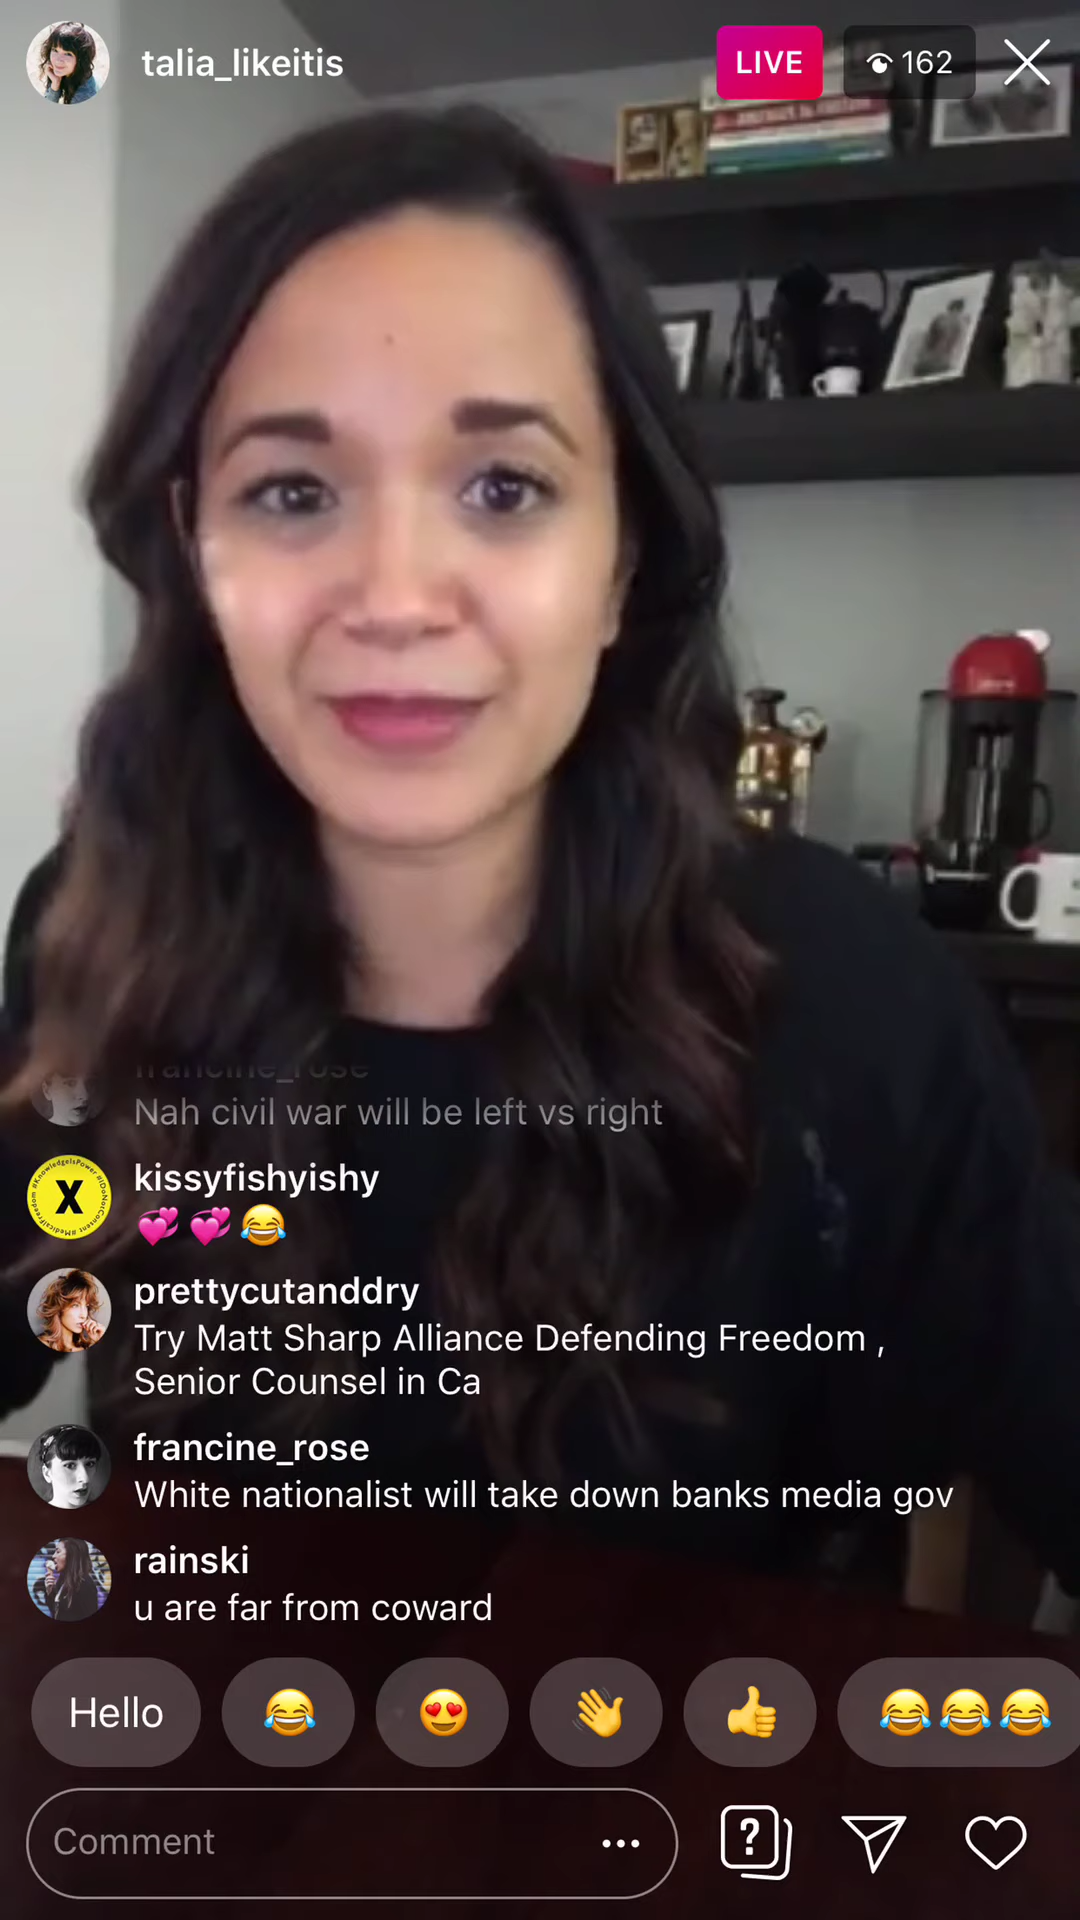 talia_likeitis
LIVE
162
francine_rose
Nah civil war will be left vs right
kissyfishyishy
💞 💞 😂
X
prettycutanddry
Try Matt Sharp Alliance Defending Freedom ,
Senior Counsel in Ca
francine_rose
White nationalist will take down banks media gov
rainski
u are far from coward
Hello
Comment